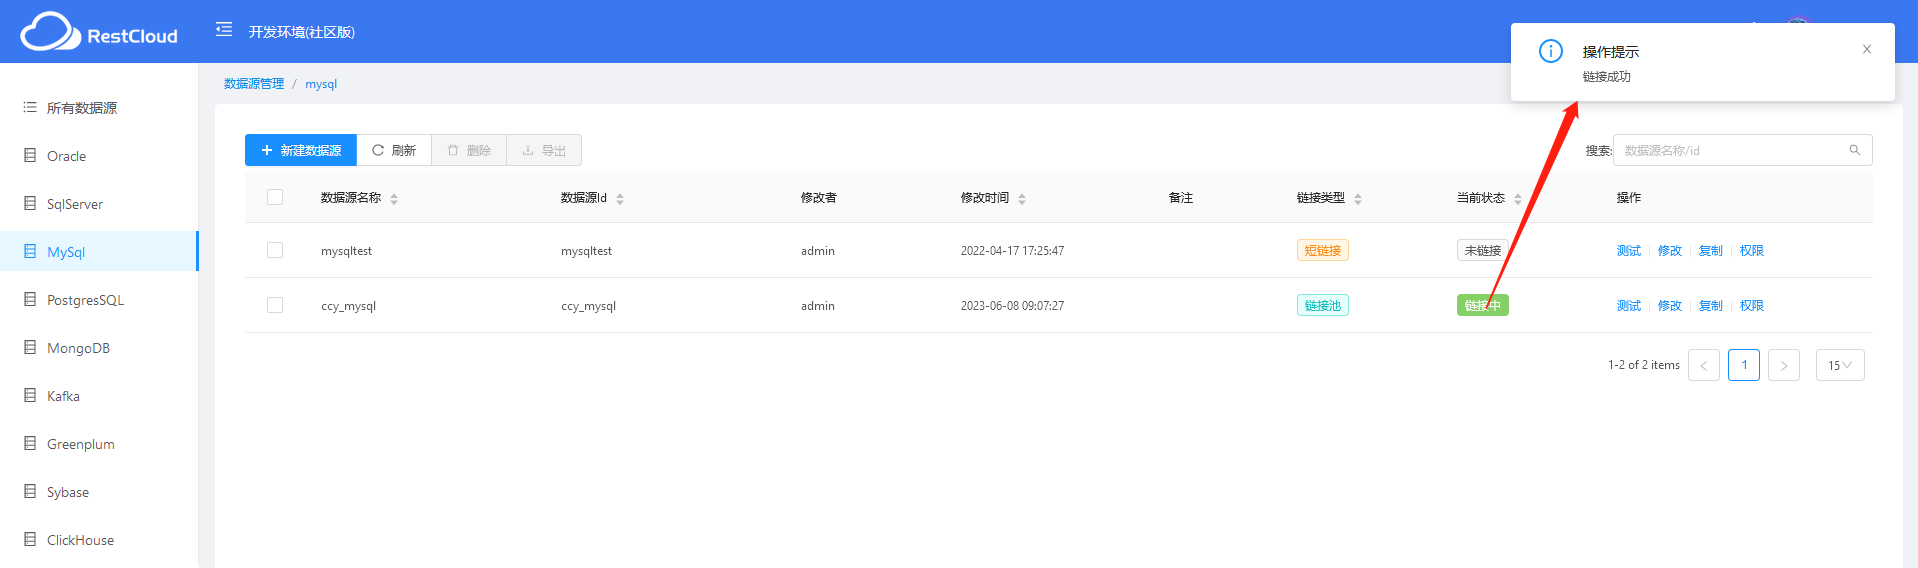 RestCloud
开发环境(社区版)
操作提示
链接成功
数据源管理 / mysql
所有数据源
Oracle
SqlServer
MySql
PostgresSQL
MongoDB
Kafka
Greenplum
Sybase
ClickHouse
新建数据源 刷新 删除 导出
搜索: 数据源名称/id
数据源名称 数据源Id 修改者 修改时间 备注 链接类型 当前状态 操作
mysqltest mysqltest admin 2022-04-17 17:25:47 短链接 未链接 测试 修改 复制 权限
ccy_mysql ccy_mysql admin 2023-06-08 09:07:27 链接池 链接中 测试 修改 复制 权限
1-2 of 2 items 1 15